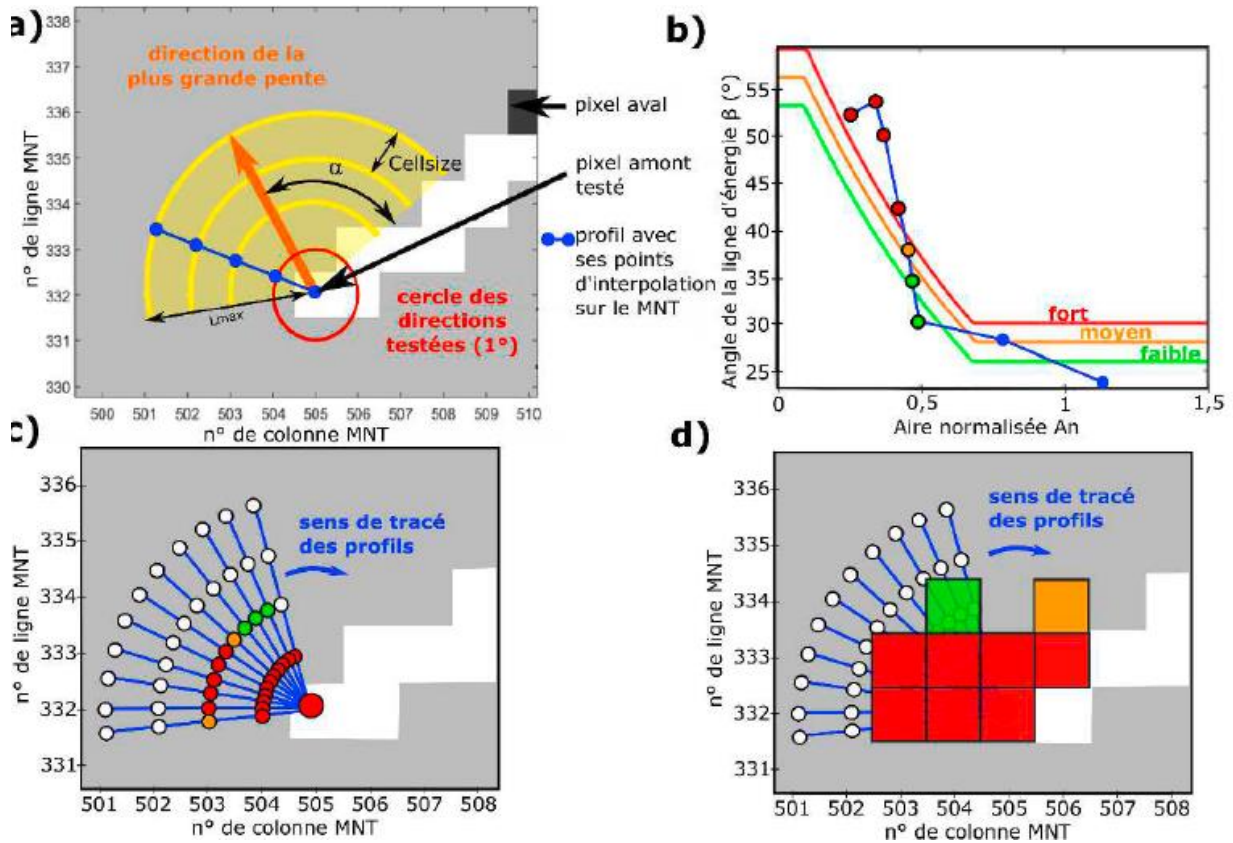 a)
338
337
336
335
334
333
332
331
330
n° de ligne MNT
direction de la
plus grande pente
α
Cellsize
Lmax
cercle des
directions
testées (1°)
500 501 502 503 504 505 506 507 508 509 510
n° de colonne MNT
pixel aval
pixel amont
testé
profil avec
ses points
d'interpolation
sur le MNT
b)
Angle de la ligne d'énergie β (°)
55
50
45
40
35
30
25
fort
moyen
faible
0 0,5 1 1,5
Aire normalisée An
c)
336
335
334
333
332
331
n° de ligne MNT
sens de tracé
des profils
501 502 503 504 505 506 507 508
n° de colonne MNT
d)
336
335
334
333
332
331
n° de ligne MNT
sens de tracé
des profils
501 502 503 504 505 506 507 508
n° de colonne MNT